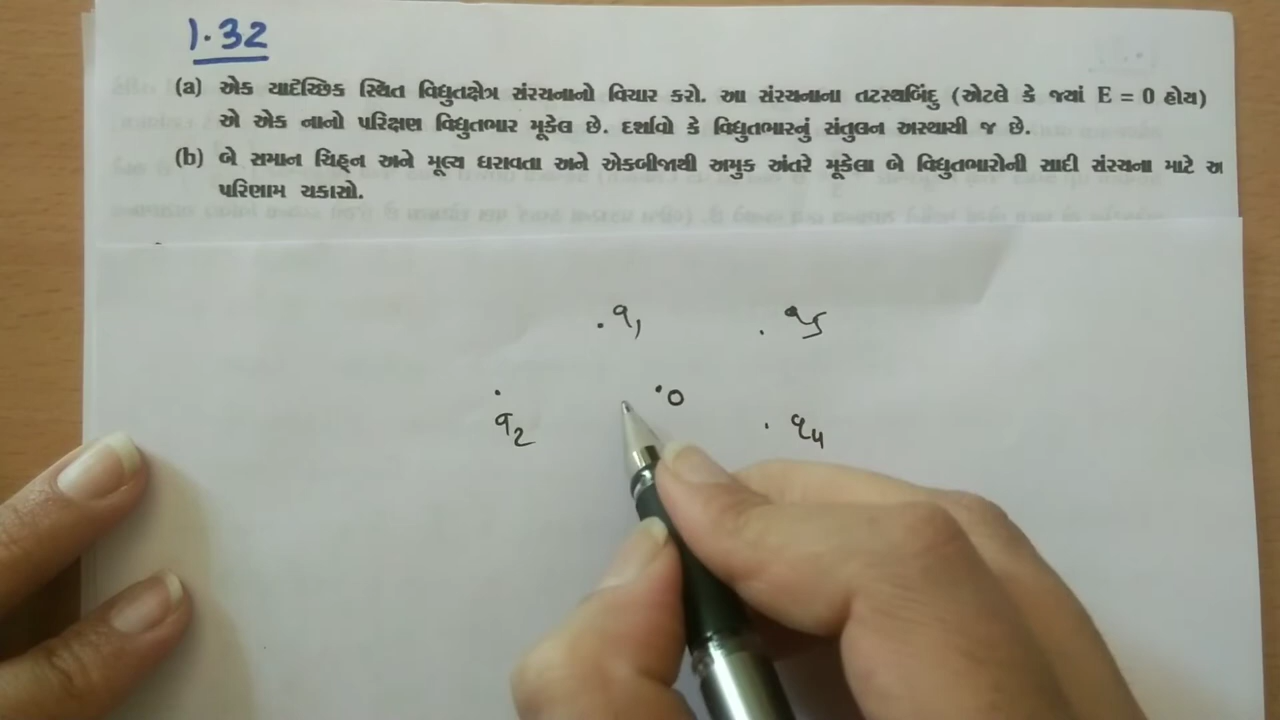 1.32
(a) એક યાદૅચ્છિક સ્થિત વિદ્યુતક્ષેત્ર સંરચનાનો વિચાર કરો. આ સંરચનાના તટસ્થબિંદુ (એટલે કે જ્યાં E = 0 હોય)
એ એક નાનો પરિક્ષણ વિદ્યુતભાર મૂકેલ છે. દર્શાવો કે વિદ્યુતભારનું સંતુલન અસ્થાયી જ છે.
(b) બે સમાન ચિહ્ન અને મૂલ્ય ધરાવતા અને એકબીજાથી અમુક અંતરે મૂકેલા બે વિદ્યુતભારોની સાદી સંરચના માટે અ
પરિણામ ચકાસો.
q1 q5
q2 O q4